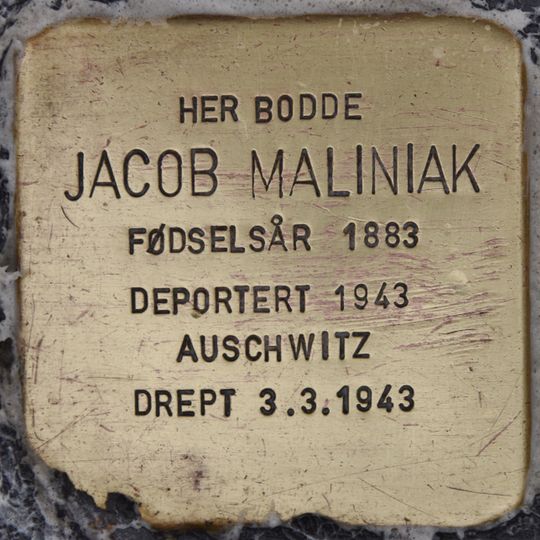 HER BODDE
JACOB MALINIAK
FØDSELSÅR 1883
DEPORTERT 1943
AUSCHWITZ
DREPT 3.3.1943